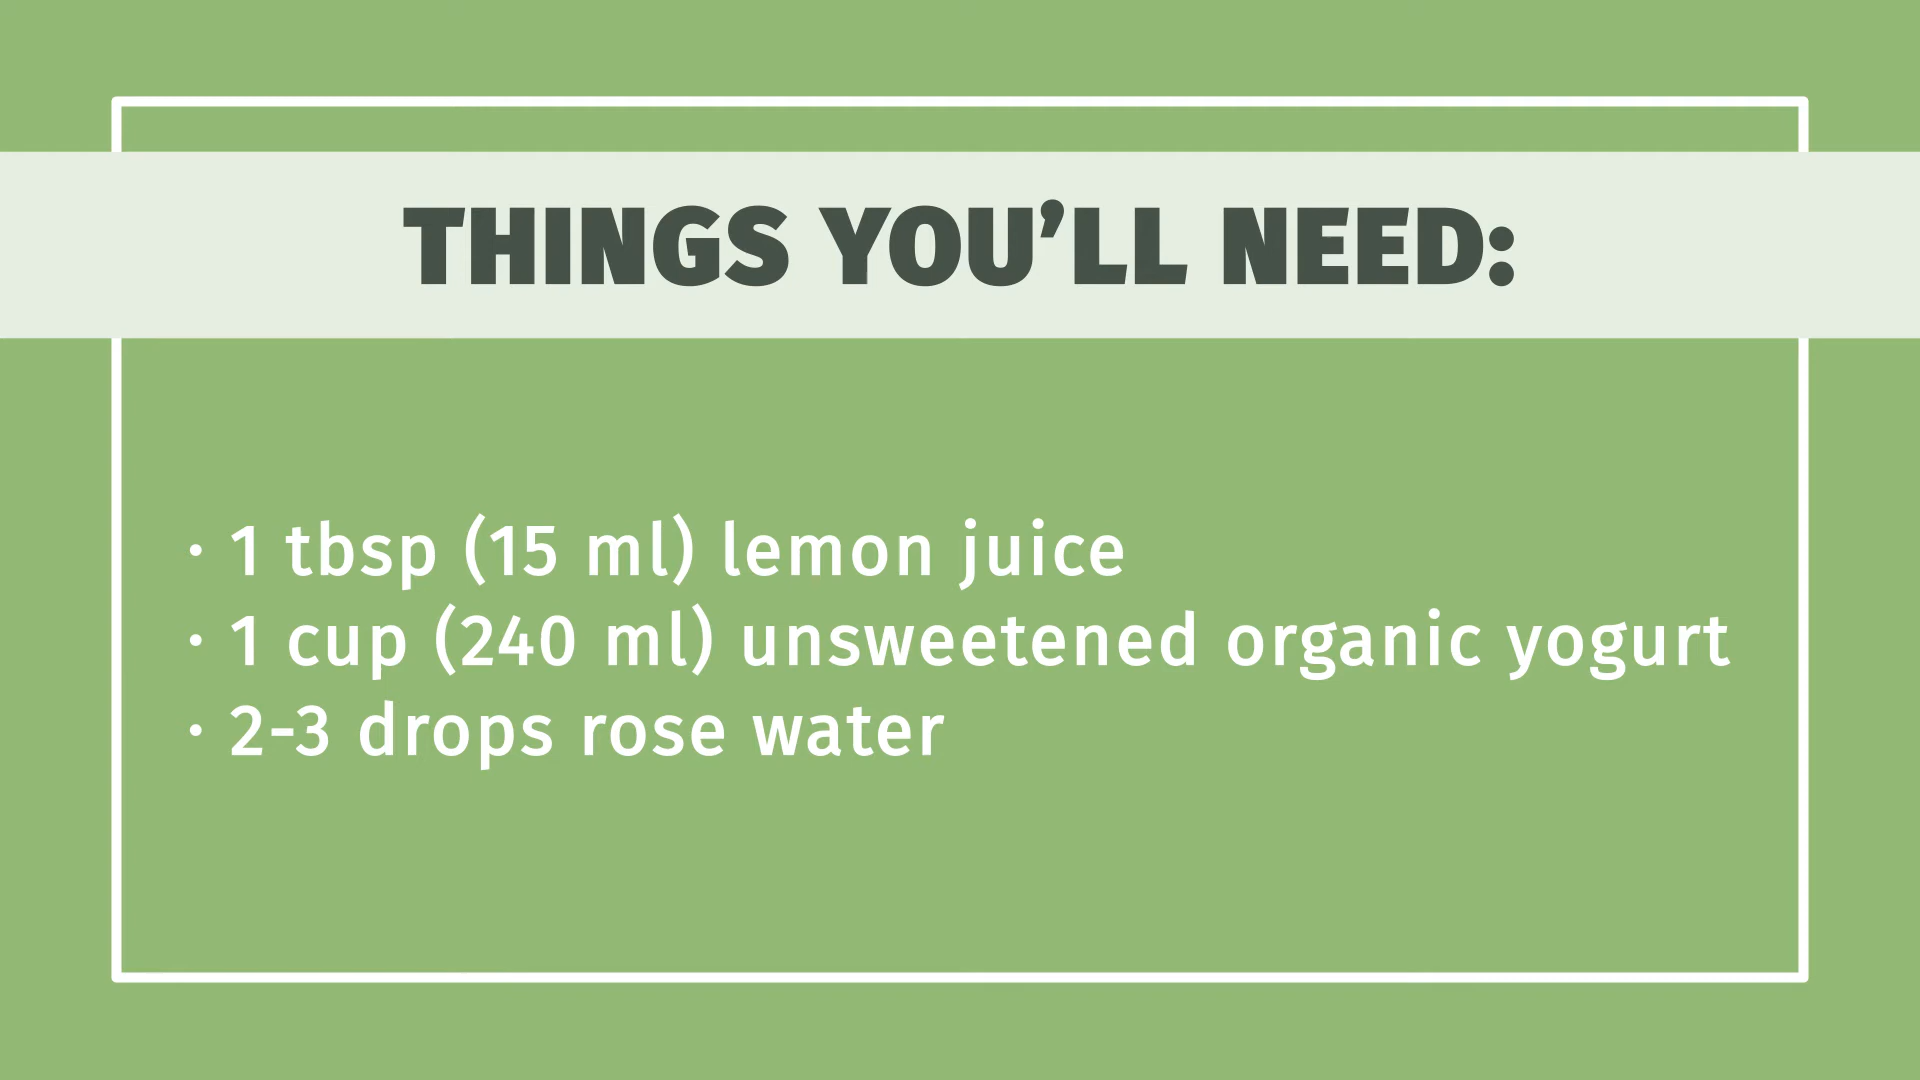 THINGS YOU’LL NEED:
· 1 tbsp (15 ml) lemon juice
· 1 cup (240 ml) unsweetened organic yogurt
· 2-3 drops rose water